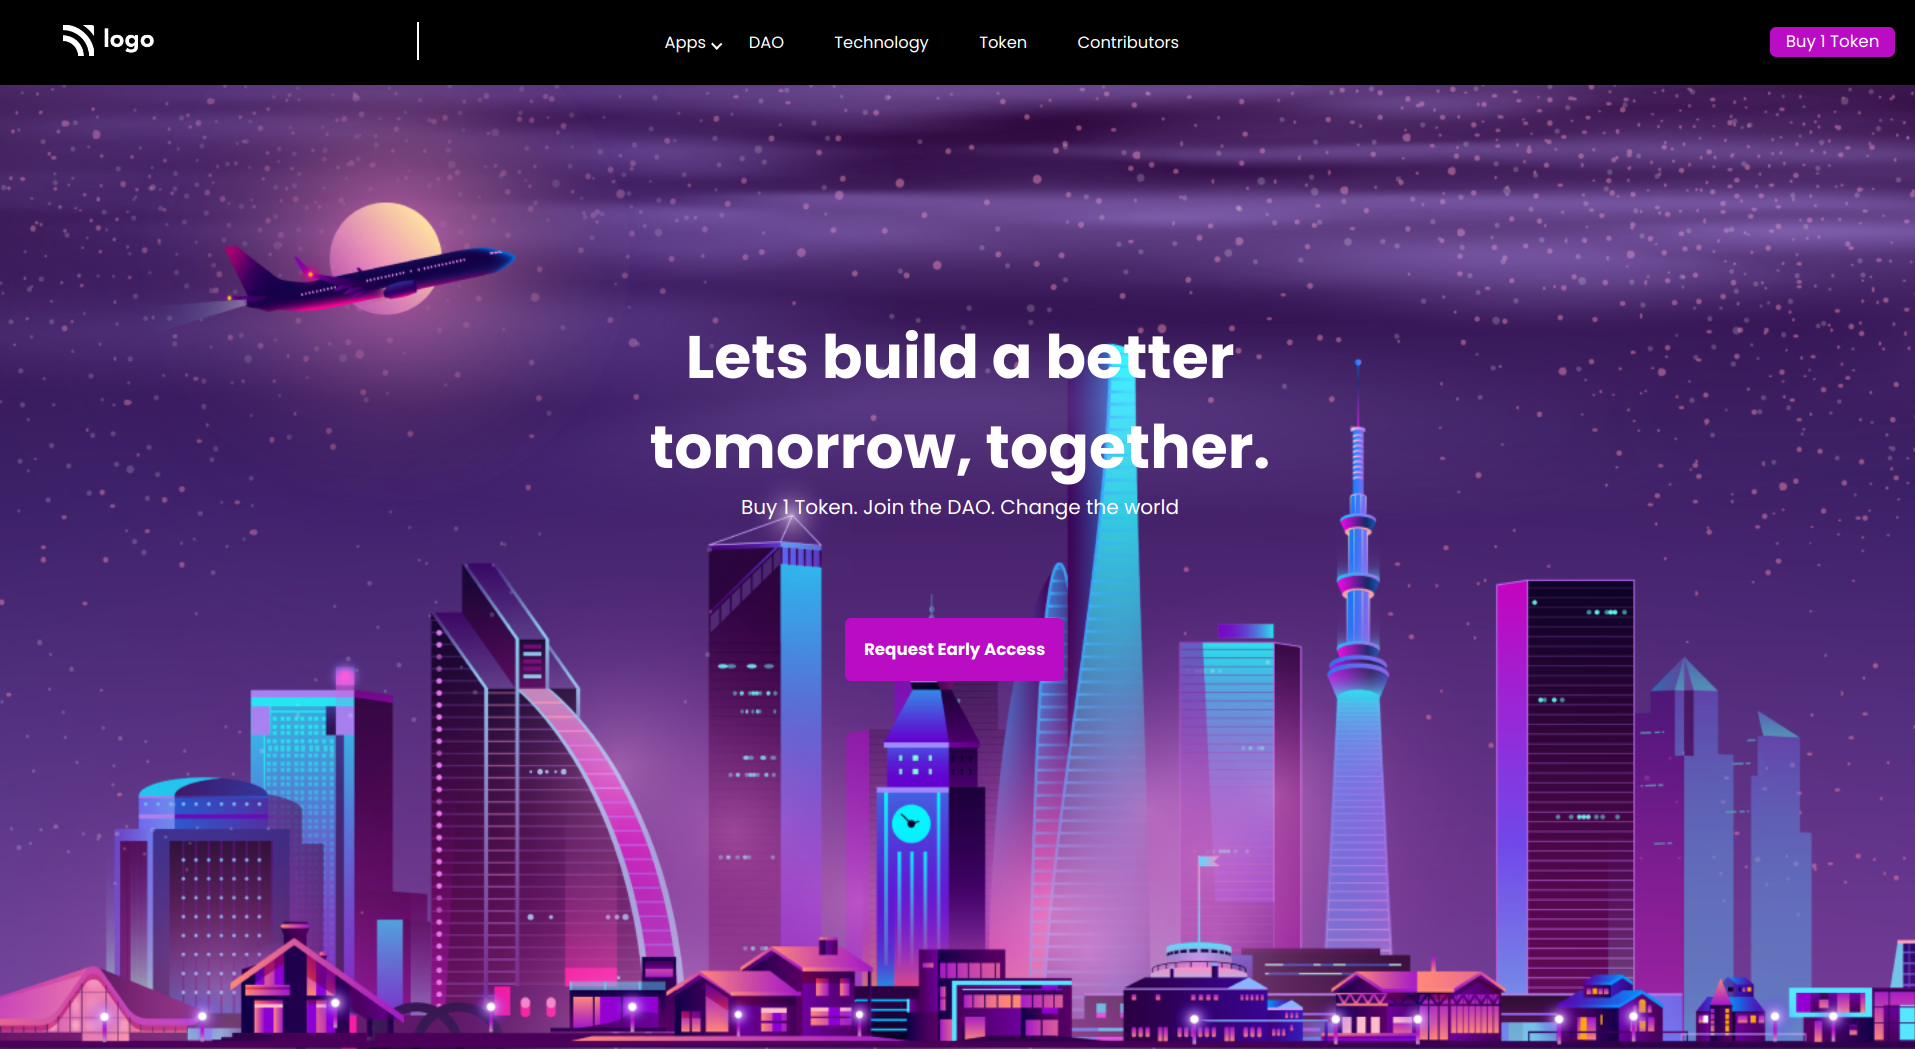 logo
Apps
DAO
Technology
Token
Contributors
Buy 1 Token
Lets build a better
tomorrow, together.
Buy 1 Token. Join the DAO. Change the world
Request Early Access